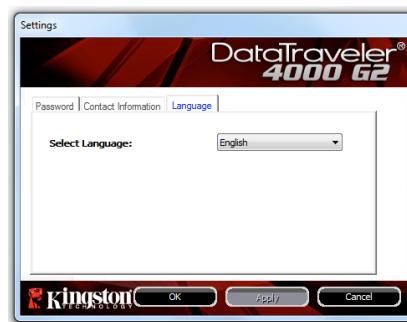 Settings
DataTraveler®
4000 G2
Password Contact Information Language
Select Language: English
Kingston
TECHNOLOGY
OK Apply Cancel